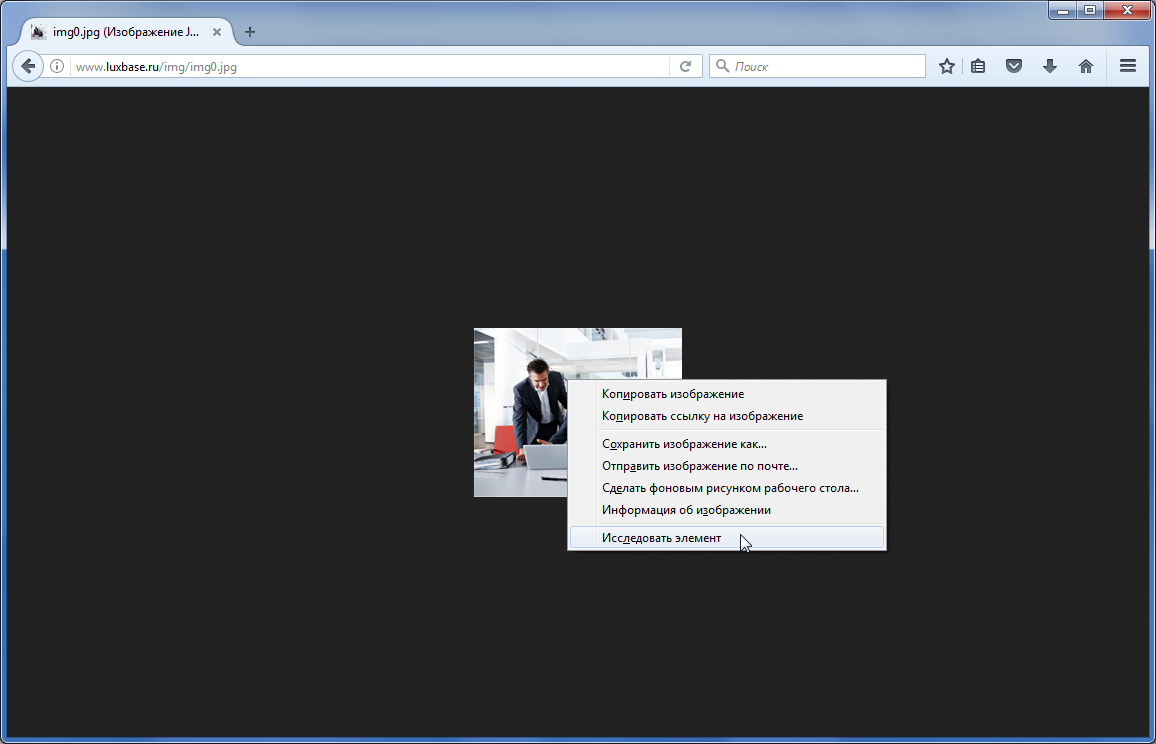 img0.jpg (Изображение J...
www.luxbase.ru/img/img0.jpg
Поиск
Копировать изображение
Копировать ссылку на изображение
Сохранить изображение как...
Отправить изображение по почте...
Сделать фоновым рисунком рабочего стола...
Информация об изображении
Исследовать элемент